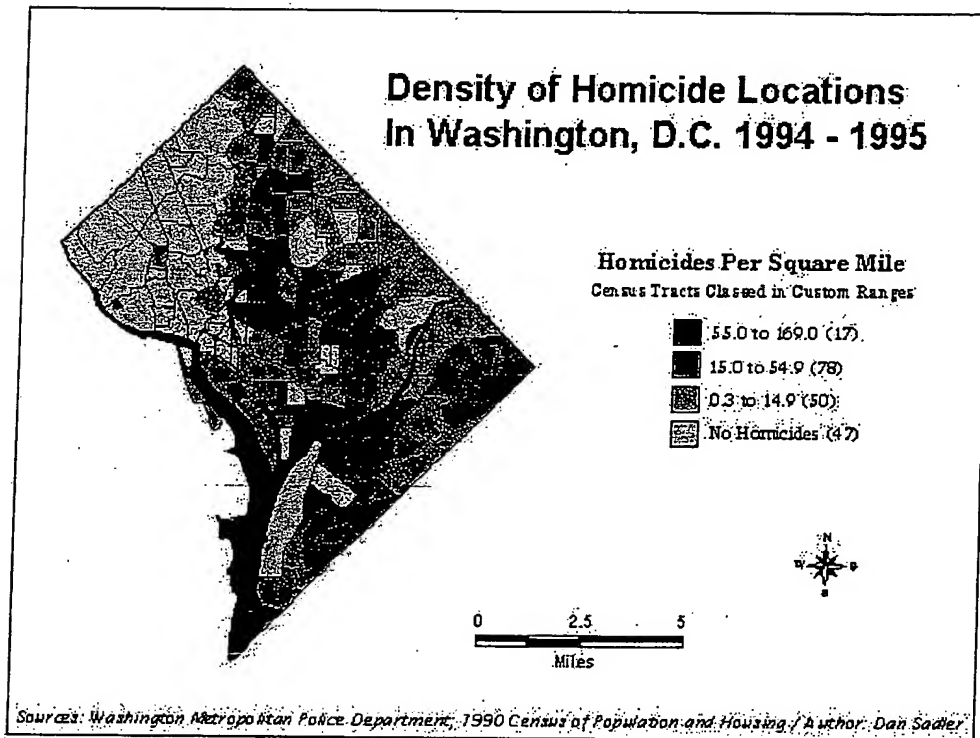 Density of Homicide Locations
In Washington, D.C. 1994 - 1995
Homicides Per Square Mile
Census Tracts Classed in Custom Ranges
55.0 to 169.0 (17)
15.0 to 54.9 (78)
0.3 to 14.9 (50)
No Homicides (47)
N
W
E
S
0 2.5 5
Miles
Sources: Washington Metropolitan Police Department, 1990 Census of Population and Housing / Author: Dan Sadler